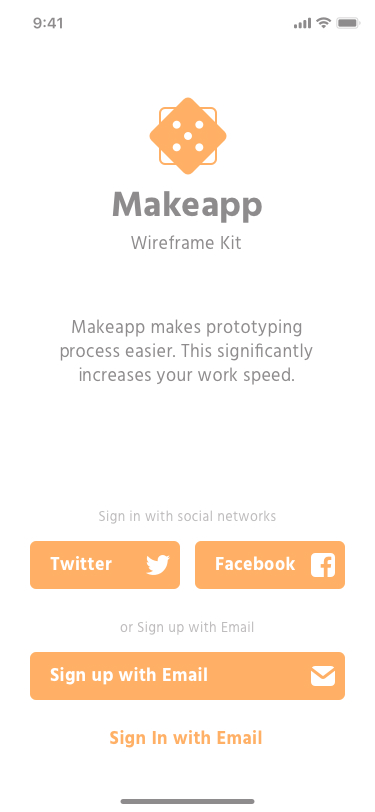 9:41
Makeapp
Wireframe Kit
Makeapp makes prototyping
process easier. This significantly
increases your work speed.
Sign in with social networks
Twitter
Facebook
or Sign up with Email
Sign up with Email
Sign In with Email